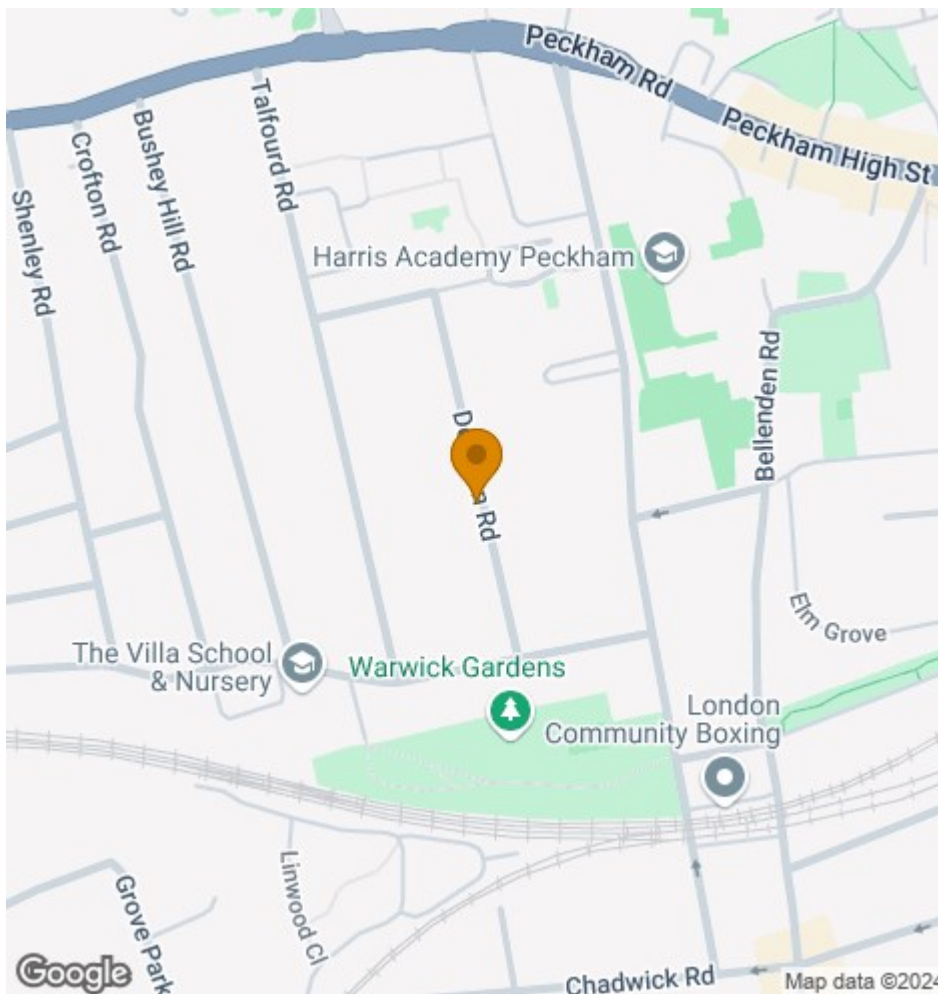 Peckham Rd
Peckham High St
Talfourd Rd
Bushey Hill Rd
Crofton Rd
Shenley Rd
Harris Academy Peckham
Bellenden Rd
Rd
Elm Grove
The Villa School
& Nursery
Warwick Gardens
London
Community Boxing
Linwood Cl
Grove Park
Chadwick Rd
Google
Map data ©2024